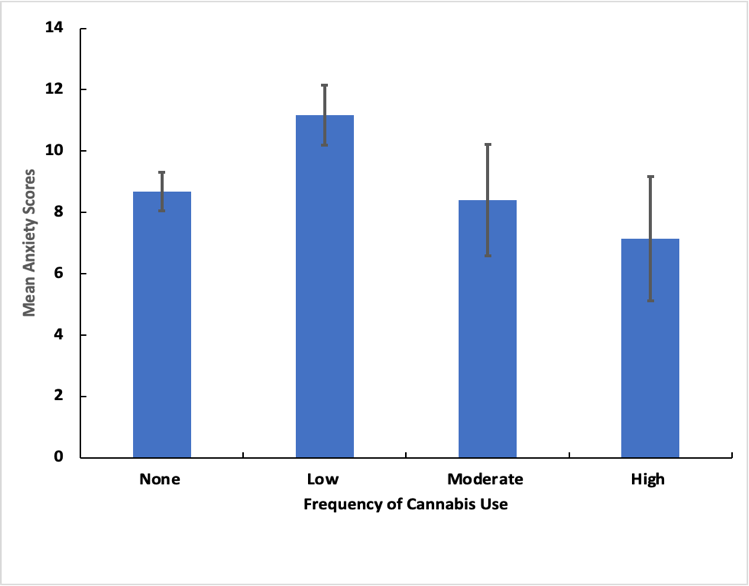 14
12
10
8
6
4
2
0
Mean Anxiety Scores
None Low Moderate High
Frequency of Cannabis Use